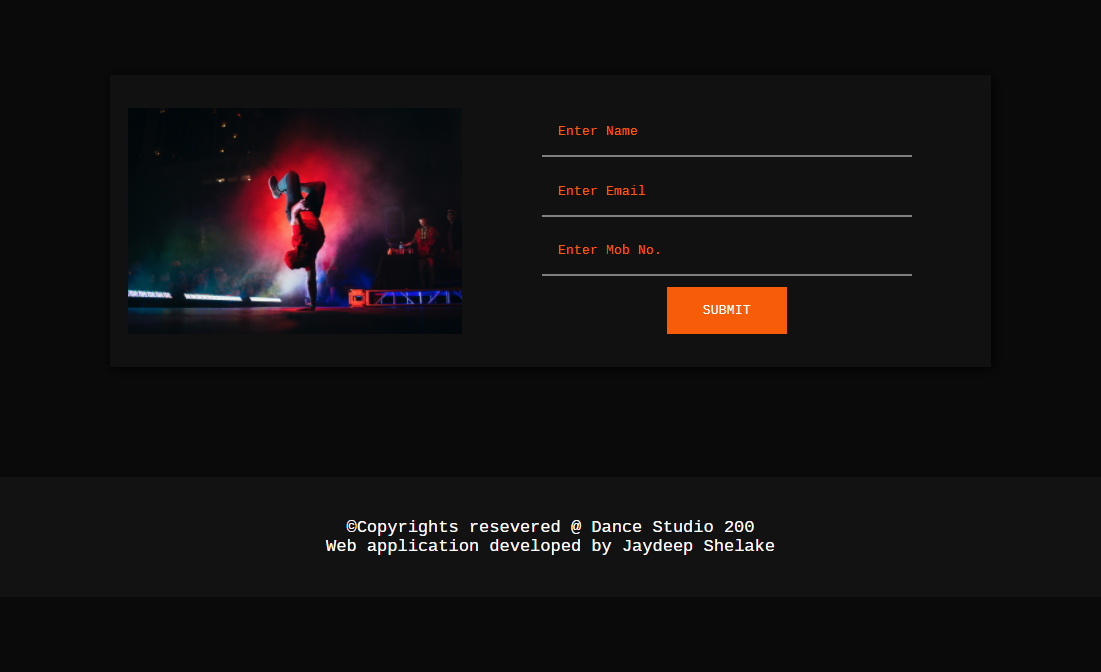 Enter Name
Enter Email
Enter Mob No.
SUBMIT
©Copyrights resevered @ Dance Studio 200
Web application developed by Jaydeep Shelake